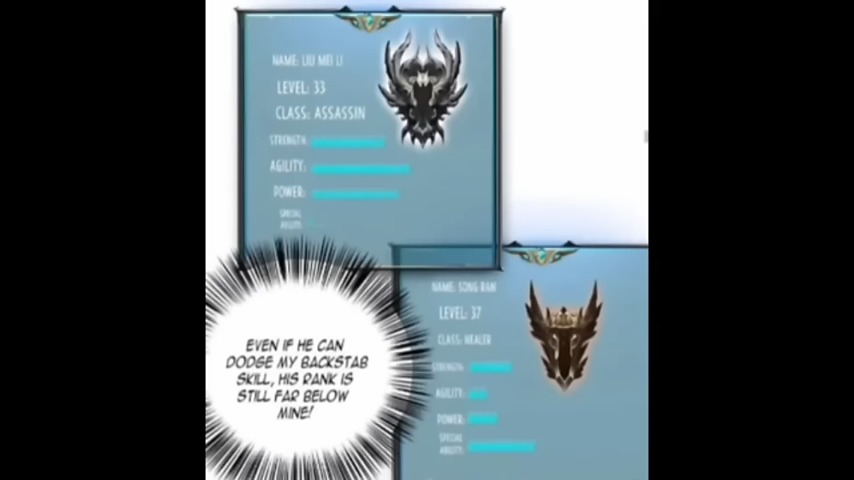 NAME: LIU MEI LI
LEVEL: 33
CLASS: ASSASSIN
STRENGTH:
AGILITY:
POWER:
SPECIAL
ABILITY:
NAME: SONG RAN
LEVEL: 37
CLASS: HEALER
STRENGTH:
AGILITY:
POWER:
SPECIAL
ABILITY:
EVEN IF HE CAN
DODGE MY BACKSTAB
SKILL, HIS RANK IS
STILL FAR BELOW
MINE!